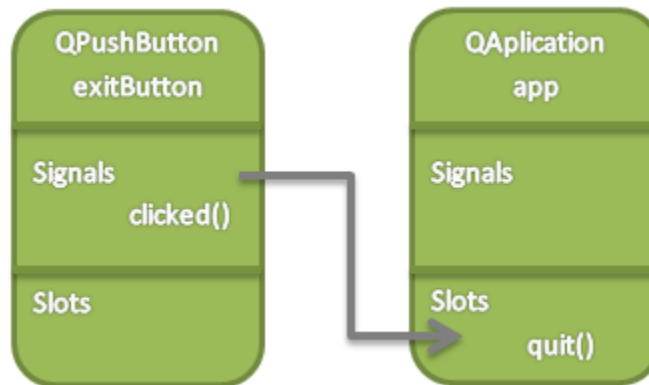 QPushButton
exitButton
Signals
clicked()
Slots
QAplication
app
Signals
Slots
quit()